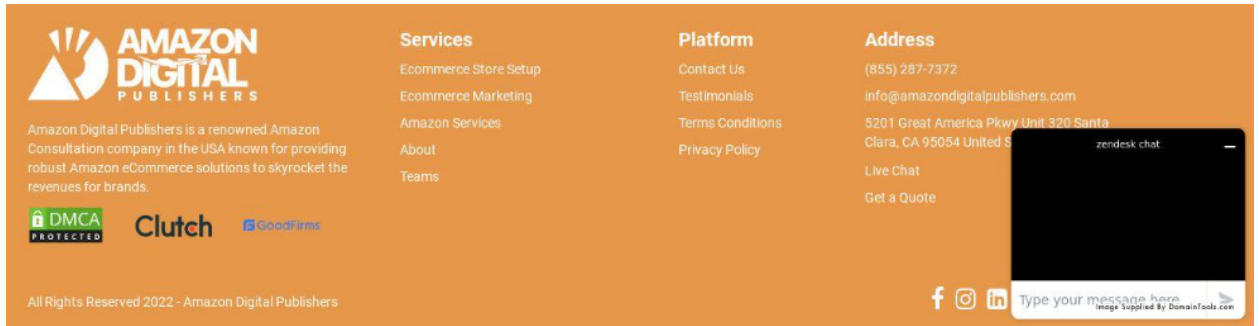 AMAZON
DIGITAL
PUBLISHERS
Amazon Digital Publishers is a renowned Amazon
Consultation company in the USA known for providing
robust Amazon eCommerce solutions to skyrocket the
revenues for brands.
DMCA
PROTECTED
Clutch
GoodFirms
Services
Ecommerce Store Setup
Ecommerce Marketing
Amazon Services
About
Teams
Platform
Contact Us
Testimonials
Terms Conditions
Privacy Policy
Address
(855) 287-7372
info@amazondigitalpublishers.com
5201 Great America Pkwy Unit 320 Santa
Clara, CA 95054 United S
Live Chat
Get a Quote
zendesk chat
Type your message here
Image Supplied By DomainTools.com
All Rights Reserved 2022 - Amazon Digital Publishers